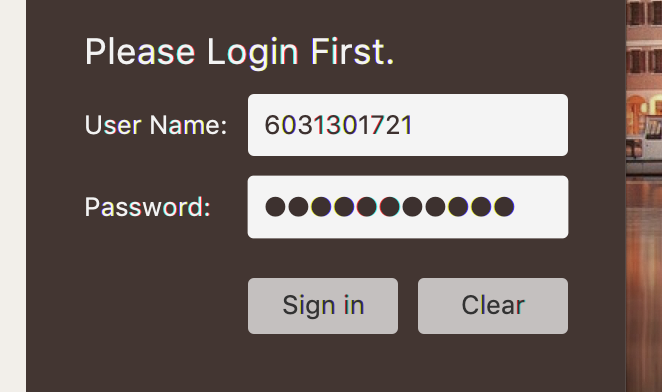 Please Login First.
User Name: 6031301721
Password: ●●●●●●●●●●●
Sign in Clear